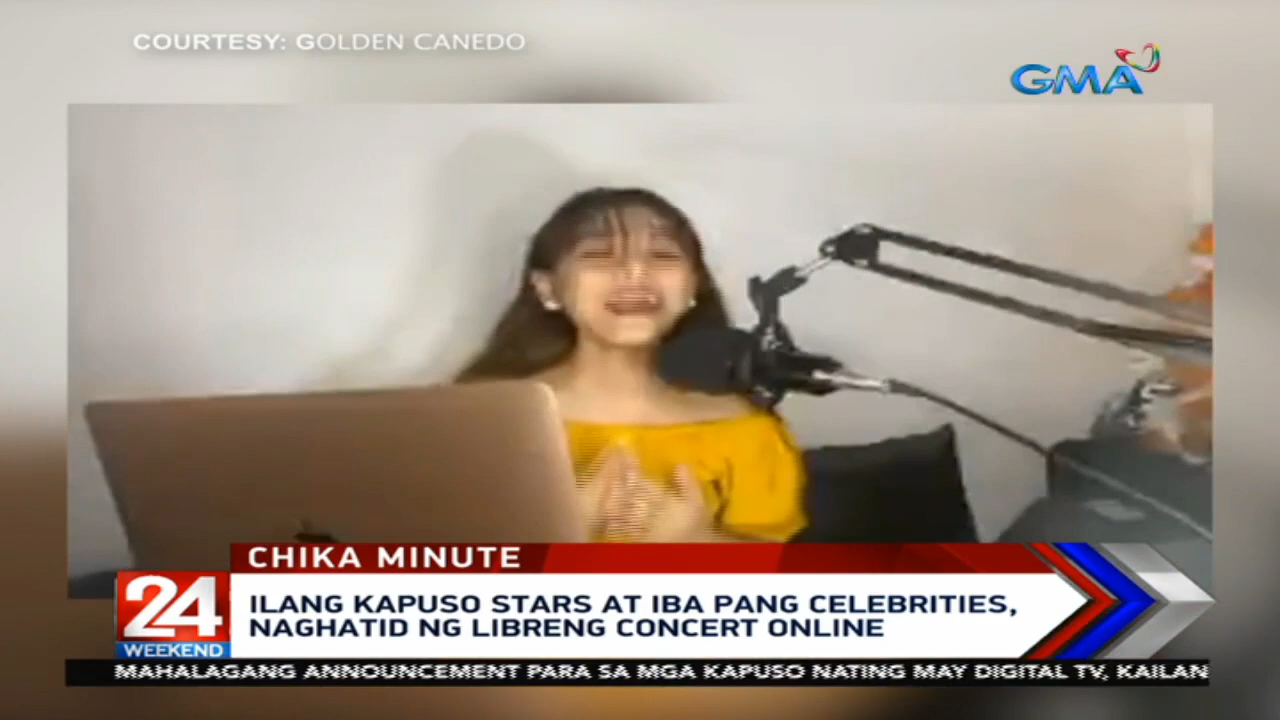 COURTESY: GOLDEN CANEDO
GMA
CHIKA MINUTE
24
WEEKEND
ILANG KAPUSO STARS AT IBA PANG CELEBRITIES,
NAGHATID NG LIBRENG CONCERT ONLINE
MAHALAGANG ANNOUNCEMENT PARA SA MGA KAPUSO NATING MAY DIGITAL TV, KAILAN